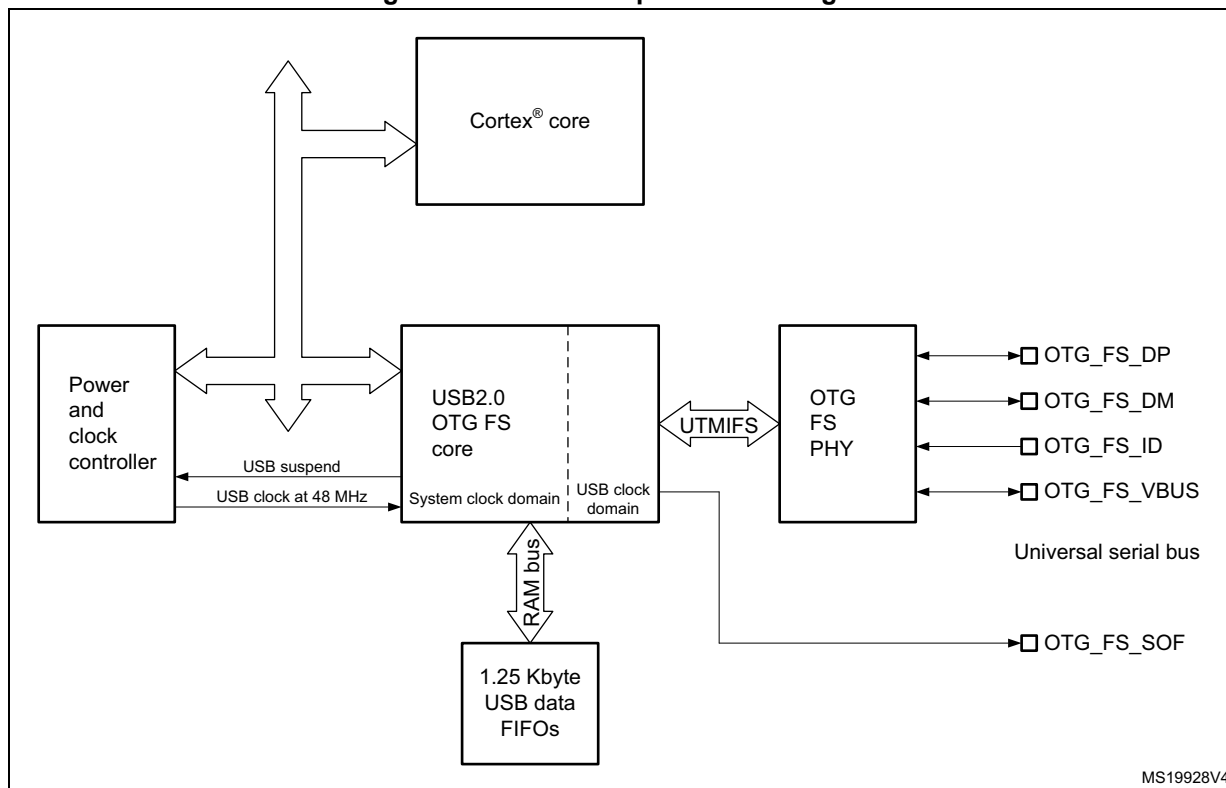 Cortex® core
Power
and
clock
controller
USB2.0
OTG FS
core
UTMIFS
OTG
FS
PHY
OTG_FS_DP
OTG_FS_DM
OTG_FS_ID
OTG_FS_VBUS
USB suspend
USB clock at 48 MHz
System clock domain
USB clock
domain
Universal serial bus
RAM bus
OTG_FS_SOF
1.25 Kbyte
USB data
FIFOs
MS19928V4